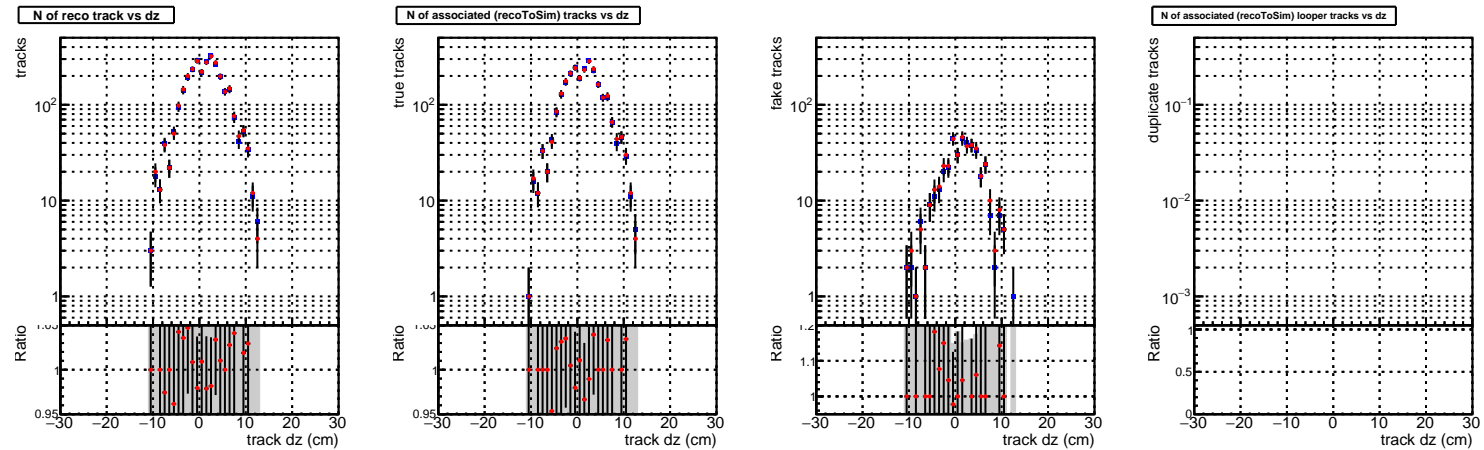 N of reco track vs dz
tracks
10²
10
1
Ratio
1
0.95
−30 −20 −10 0 10 20 30
track dz (cm)
N of associated (recoToSim) tracks vs dz
true tracks
10²
10
1
Ratio
1
0.95
−30 −20 −10 0 10 20 30
track dz (cm)
fake tracks
10²
10
1
Ratio
1.2
1.1
1
−30 −20 −10 0 10 20 30
track dz (cm)
N of associated (recoToSim) looper tracks vs dz
duplicate tracks
10⁻¹
10⁻²
10⁻³
Ratio
1
0.5
0
−30 −20 −10 0 10 20 30
track dz (cm)